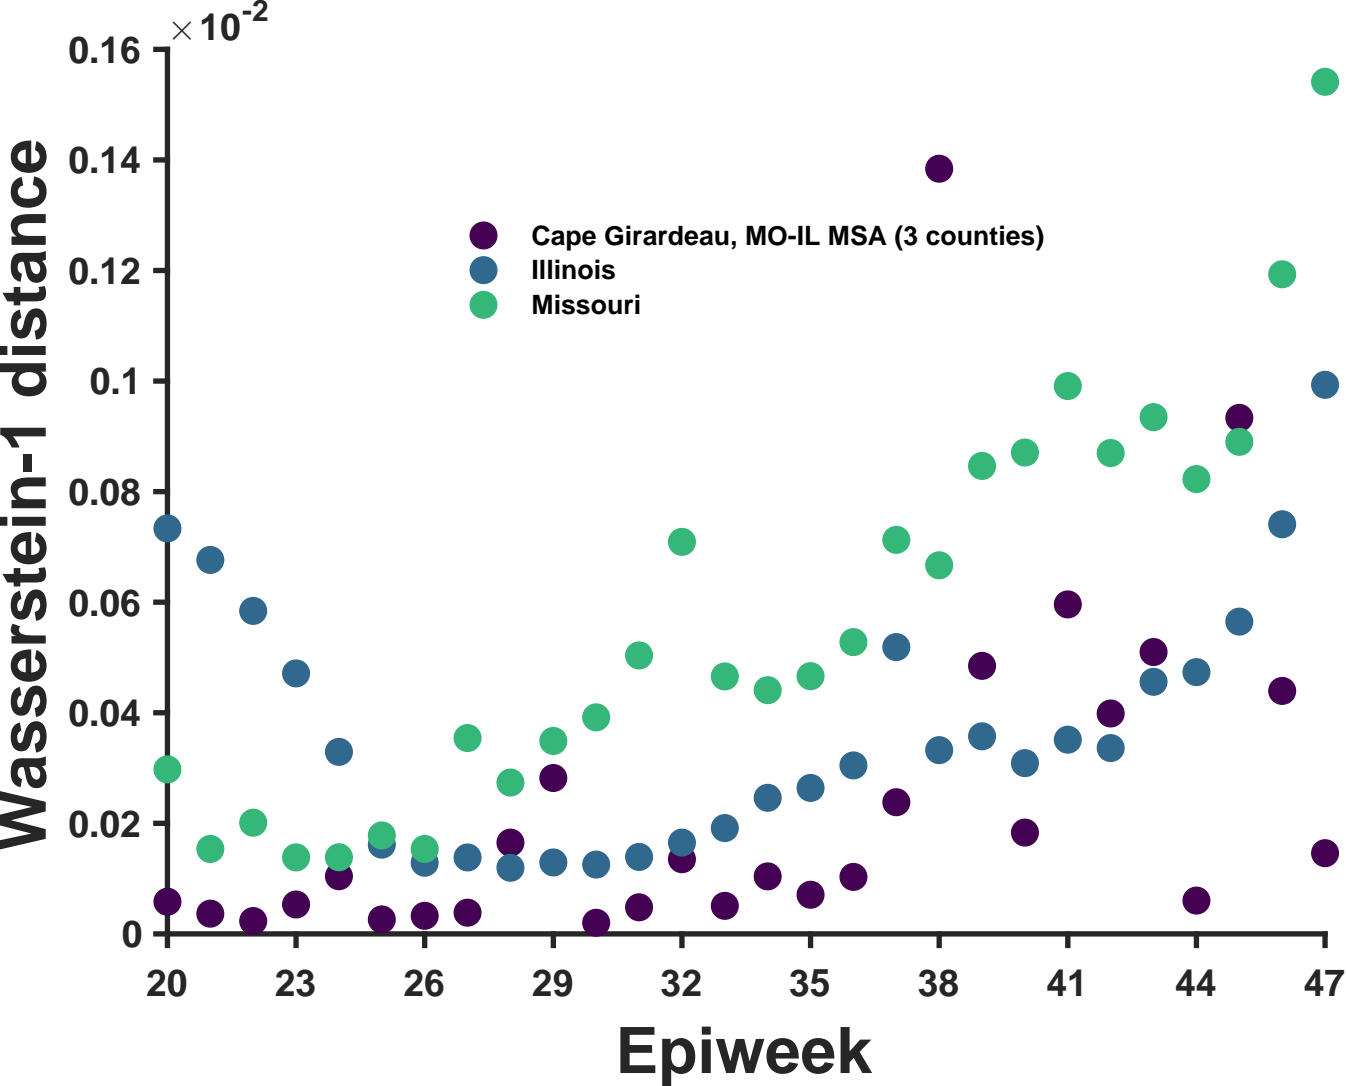 ×10-2
0.16
0.14
0.12
0.1
0.08
0.06
0.04
0.02
0
Wasserstein-1 distance
Cape Girardeau, MO-IL MSA (3 counties)
Illinois
Missouri
20 23 26 29 32 35 38 41 44 47
Epiweek